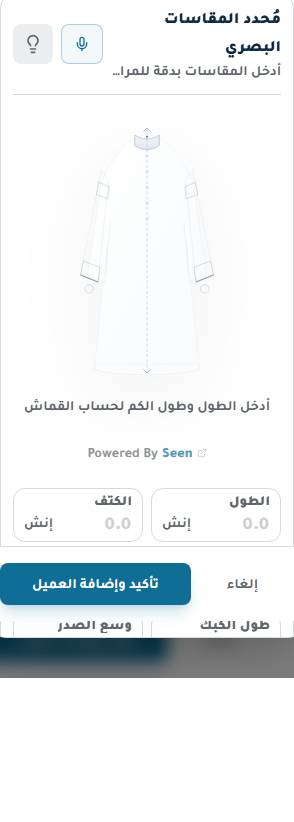 مُحدد المقاسات
البصري
أدخل المقاسات بدقة للمرا...
أدخل الطول وطول الكم لحساب القماش
Powered By Seen
الطول
0.0 إنش
الكتف
0.0 إنش
إلغاء
تأكيد وإضافة العميل
طول الكبك
وسع الصدر